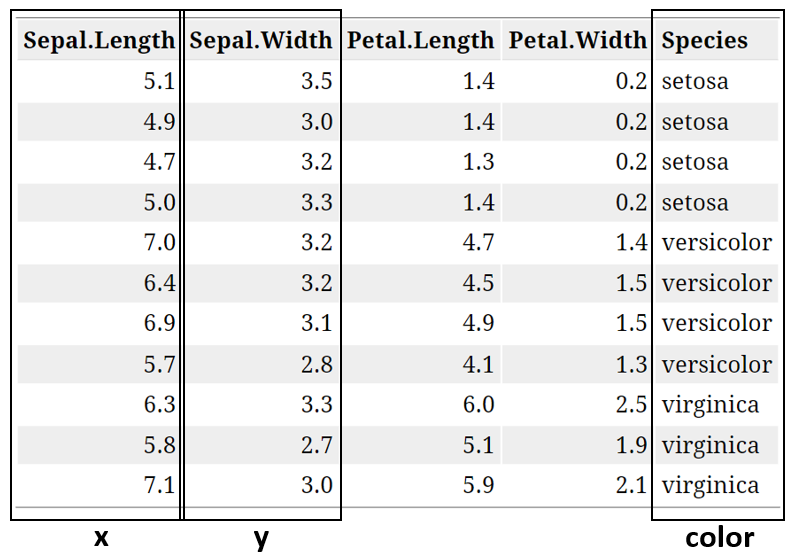 Sepal.Length Sepal.Width Petal.Length Petal.Width Species
5.1 3.5 1.4 0.2 setosa
4.9 3.0 1.4 0.2 setosa
4.7 3.2 1.3 0.2 setosa
5.0 3.3 1.4 0.2 setosa
7.0 3.2 4.7 1.4 versicolor
6.4 3.2 4.5 1.5 versicolor
6.9 3.1 4.9 1.5 versicolor
5.7 2.8 4.1 1.3 versicolor
6.3 3.3 6.0 2.5 virginica
5.8 2.7 5.1 1.9 virginica
7.1 3.0 5.9 2.1 virginica
x y color